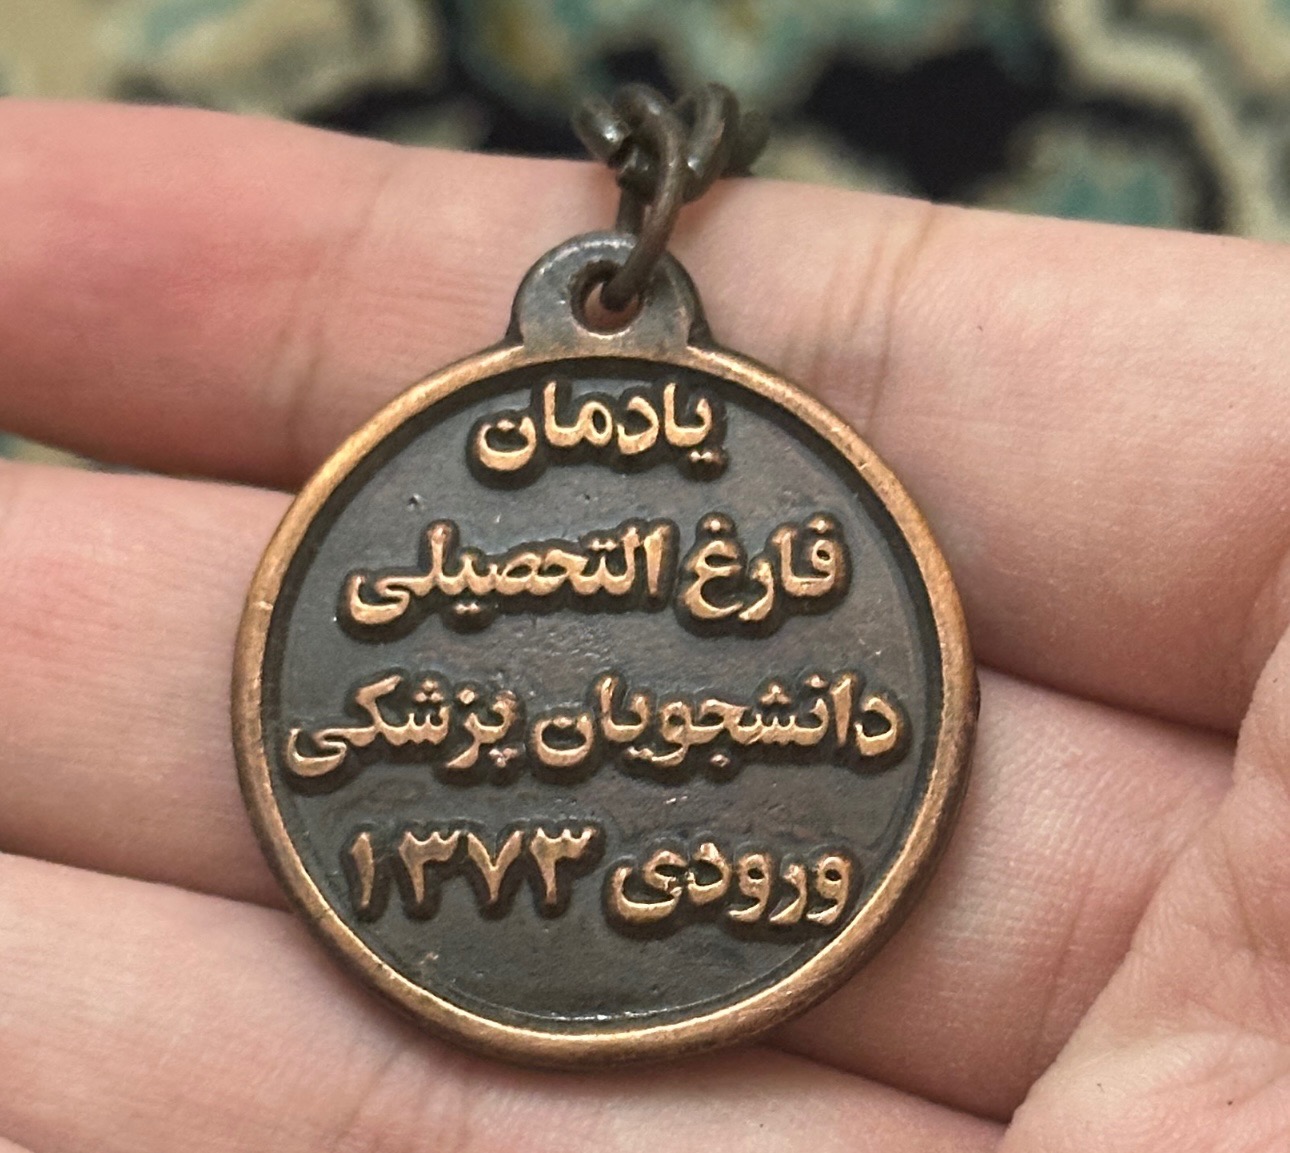 یادمان
فارغ التحصیلی
دانشجویان پزشکی
ورودی ۱۳۷۳